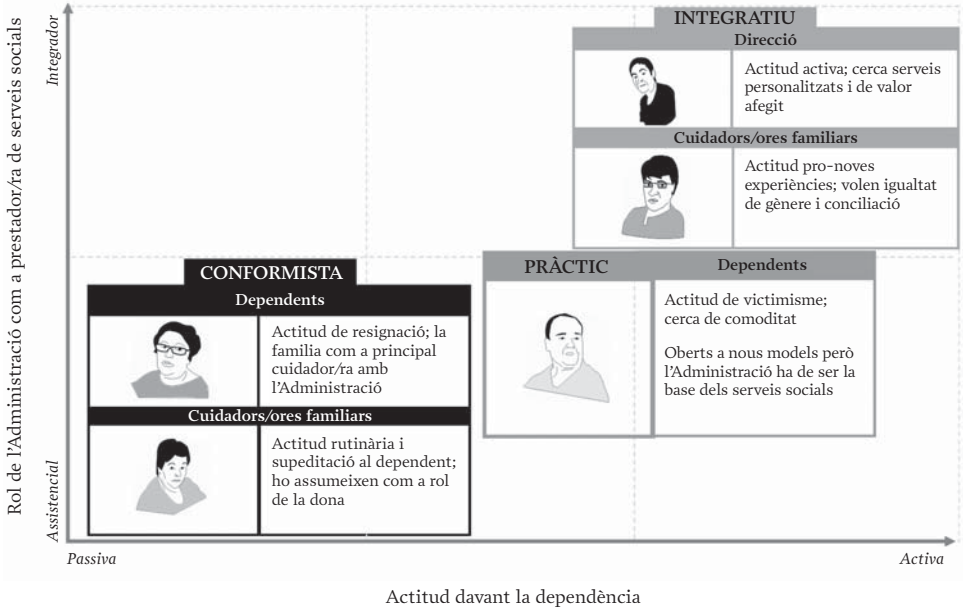 Rol de l'Administració com a prestador/ra de serveis socials
Integrador
Assistencial
INTEGRATIU
Direcció
Actitud activa; cerca serveis
personalitzats i de valor
afegit
Cuidadors/ores familiars
Actitud pro-noves
experiències; volen igualtat
de gènere i conciliació
CONFORMISTA
Dependents
Actitud de resignació; la
familia com a principal
cuidador/ra amb
l'Administració
Cuidadors/ores familiars
Actitud rutinària i
supeditació al dependent;
ho assumeixen com a rol
de la dona
PRÀCTIC
Dependents
Actitud de victimisme;
cerca de comoditat
Oberts a nous models però
l'Administració ha de ser la
base dels serveis socials
Passiva
Activa
Actitud davant la dependència